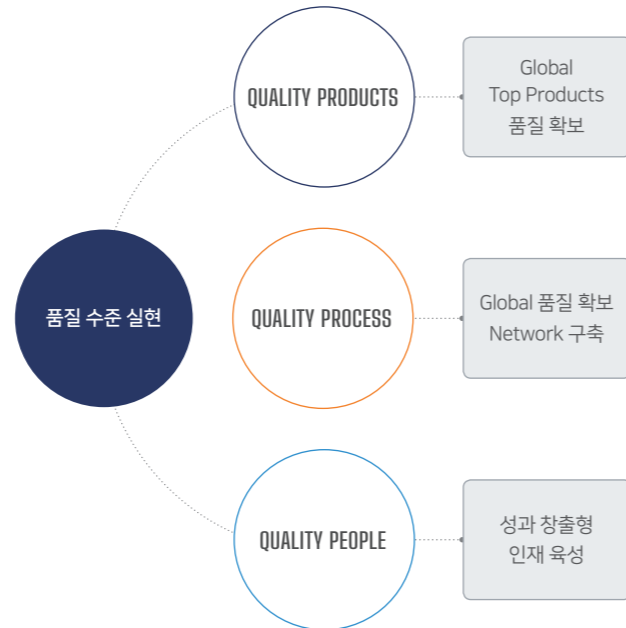 품질 수준 실현
QUALITY PRODUCTS
Global
Top Products
품질 확보
QUALITY PROCESS
Global 품질 확보
Network 구축
QUALITY PEOPLE
성과 창출형
인재 육성